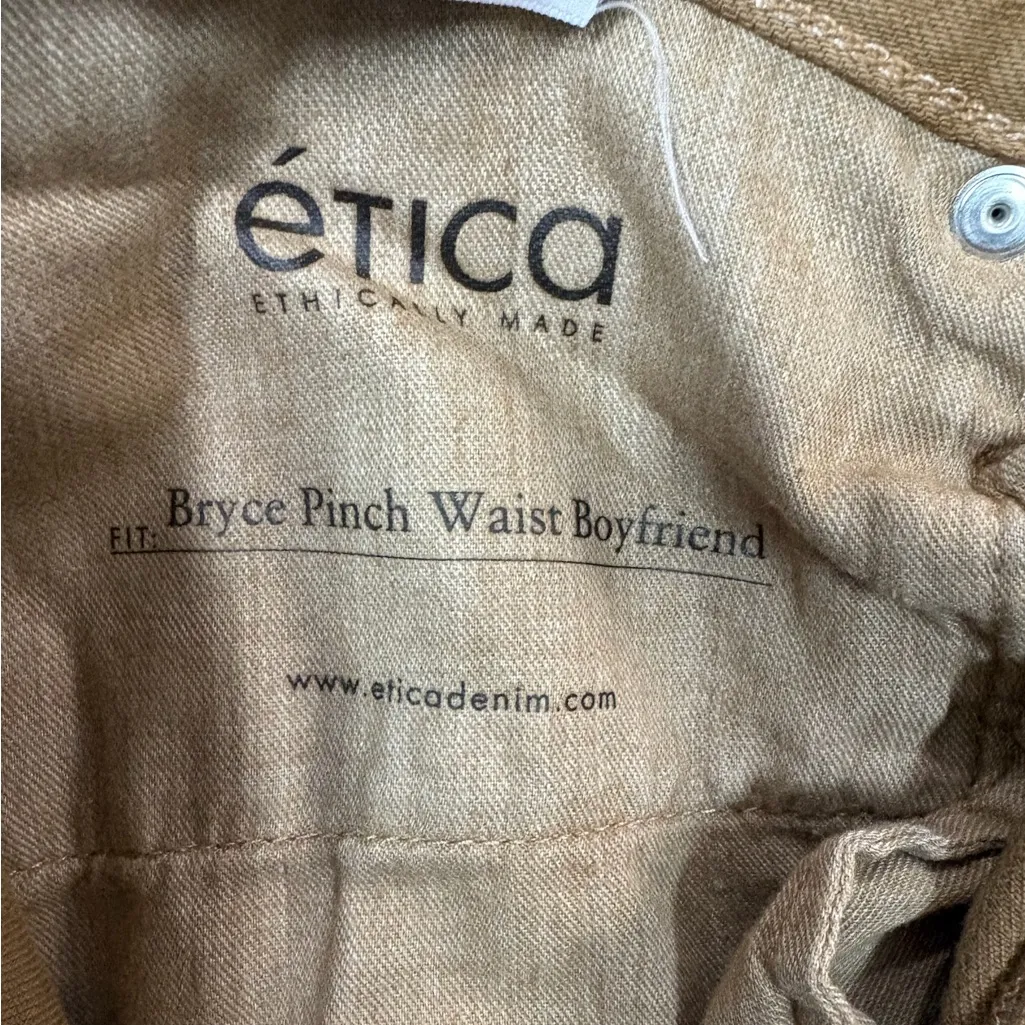 éTICa
ETHICALLY MADE
FIT: Bryce Pinch Waist Boyfriend
www.eticadenim.com